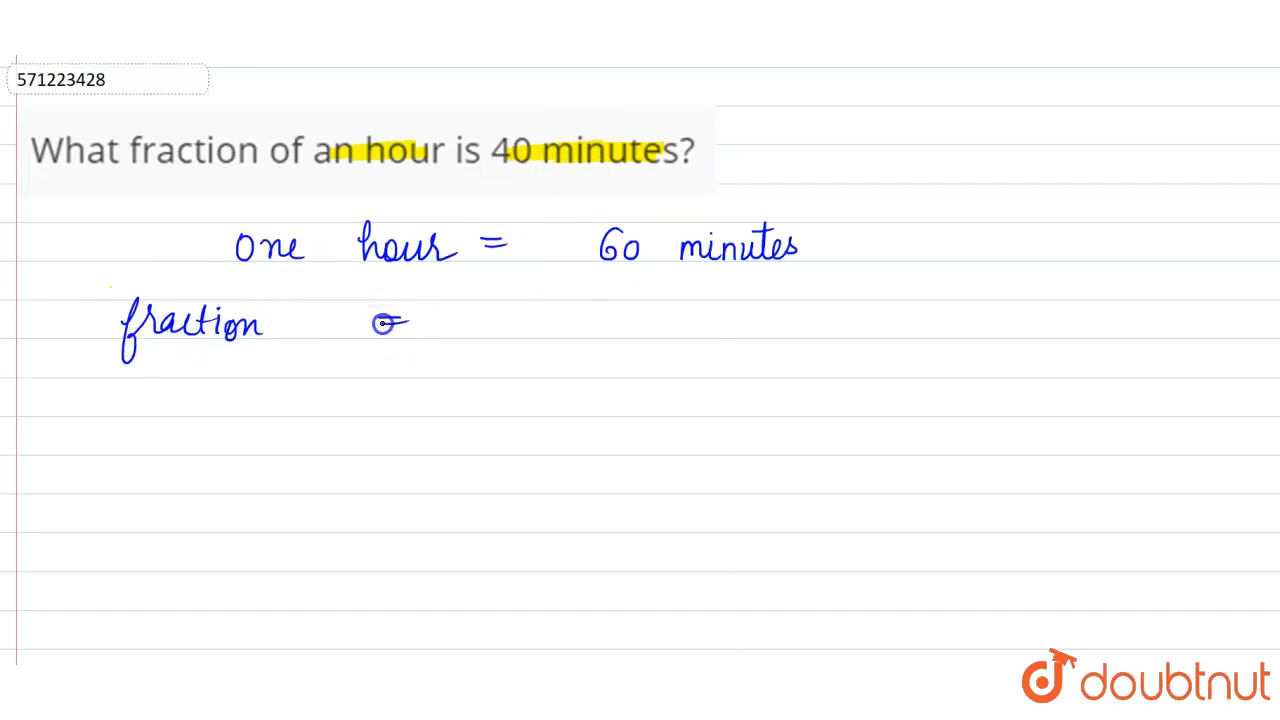 571223428
What fraction of an hour is 40 minutes?
one hour = 60 minutes
fraction =
doubtnut